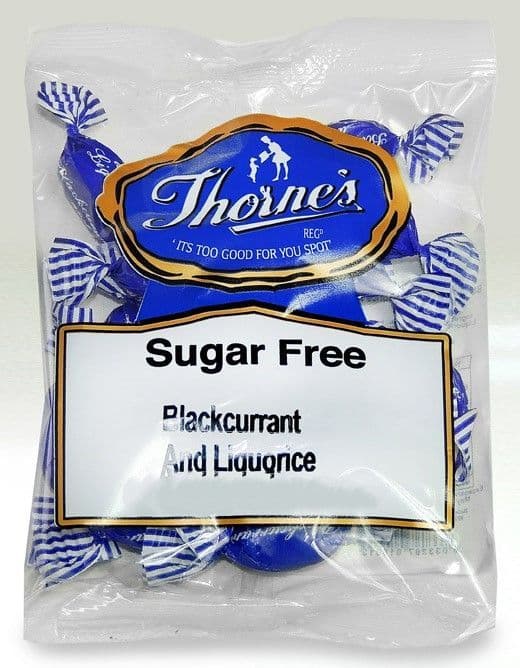 Thorne's
REGD
'ITS TOO GOOD FOR YOU SPOT'
Sugar Free
Blackcurrant
And Liquorice